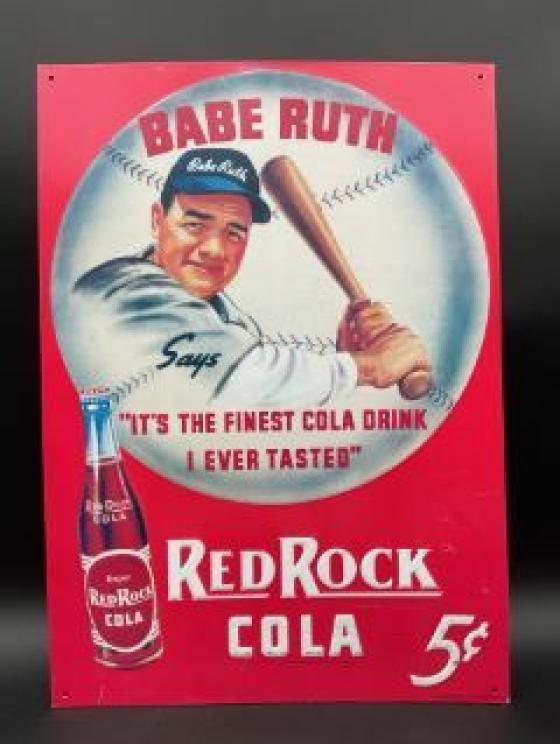 BABE RUTH
Babe Ruth
Says
"IT'S THE FINEST COLA DRINK
I EVER TASTED"
RED ROCK
COLA
ENJOY
RED ROCK
COLA
RED ROCK
COLA
5¢